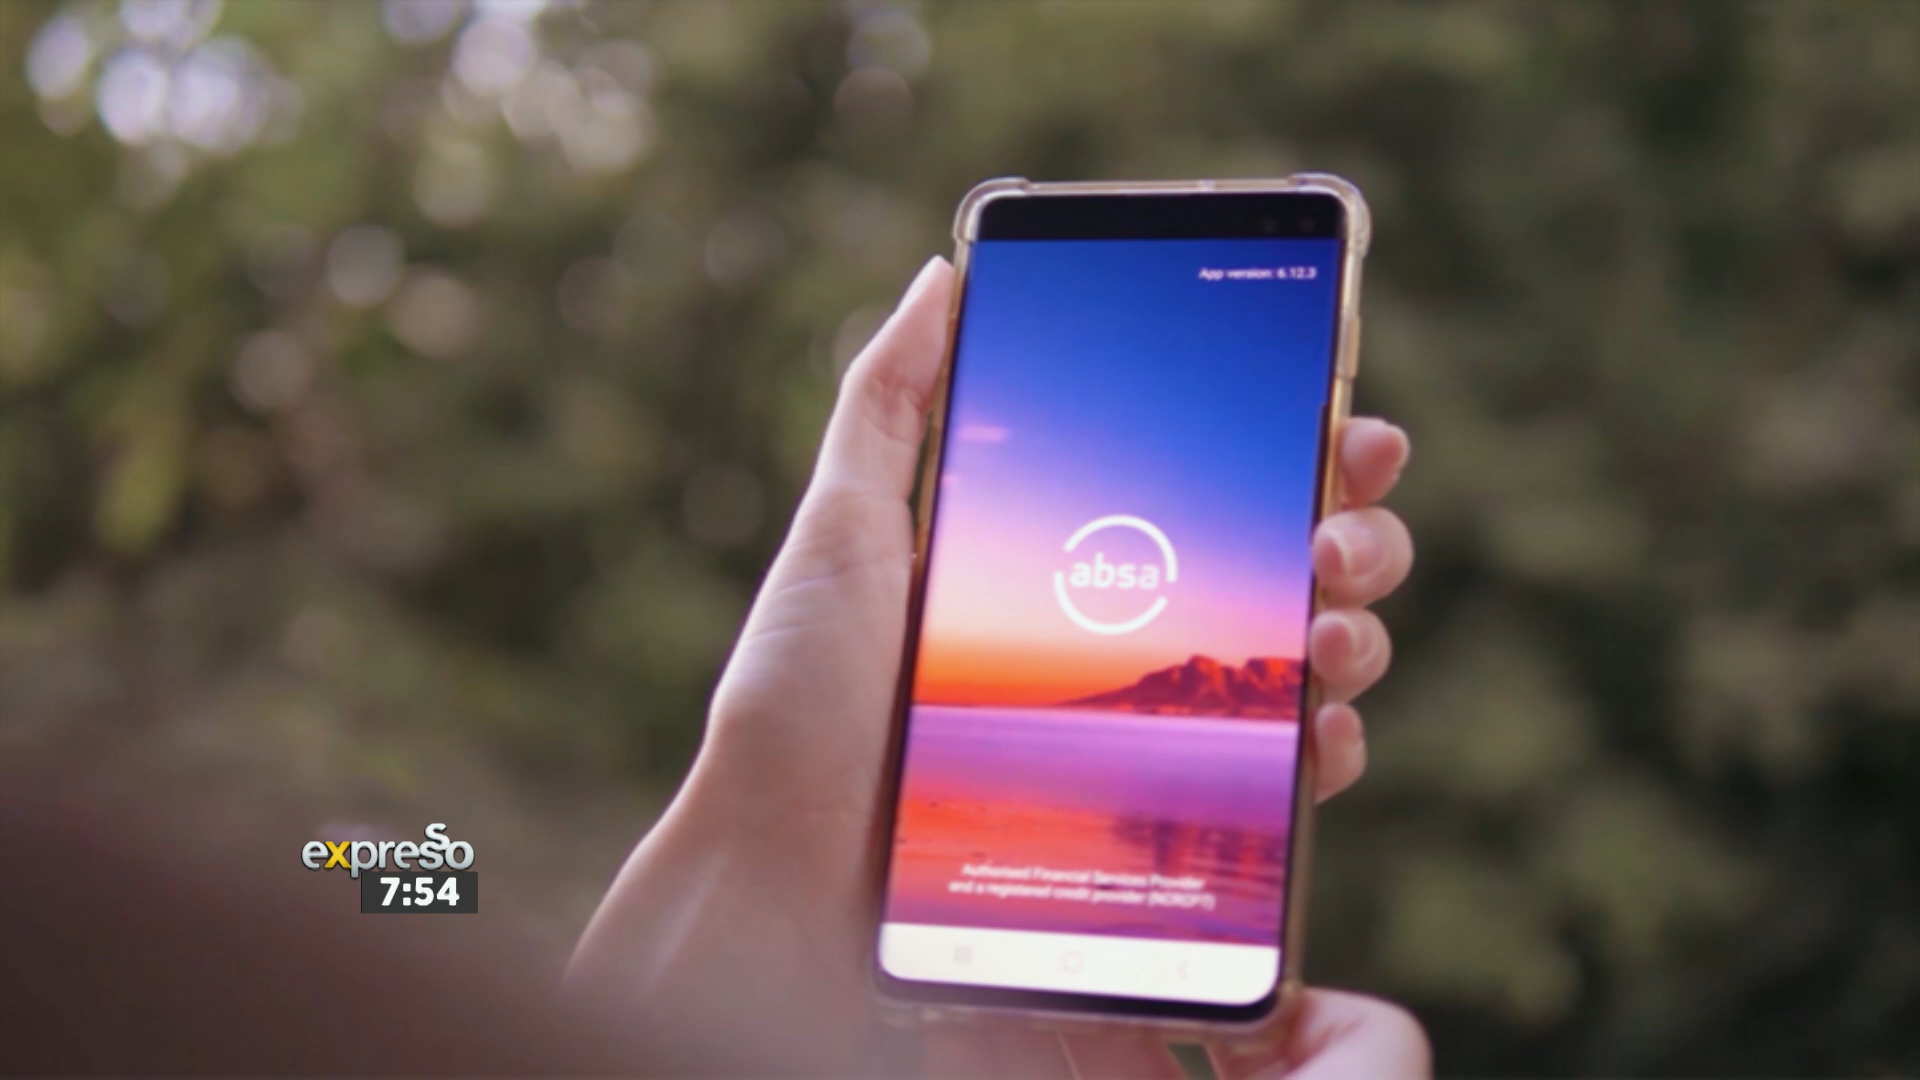 App version: 6.12.3
absa
Authorised Financial Services Provider
and a registered credit provider (NCRCP7)
expresso
7:54